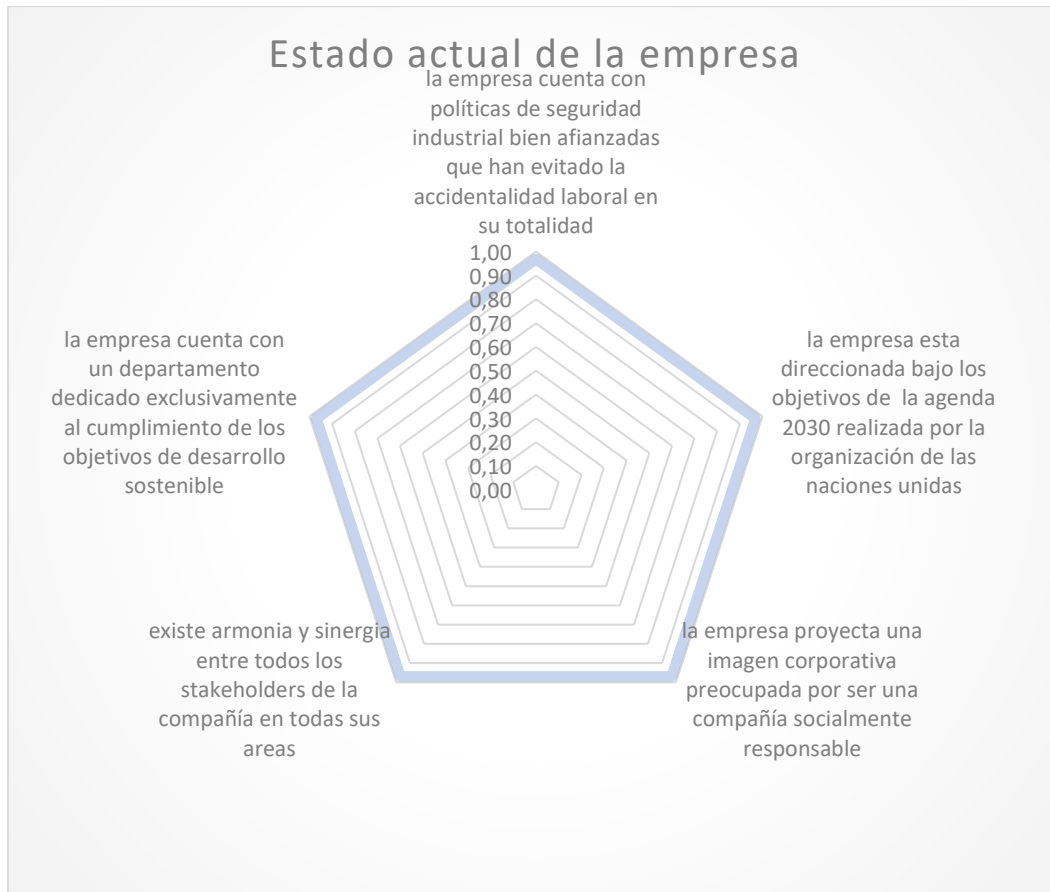 Estado actual de la empresa
la empresa cuenta con
políticas de seguridad
industrial bien afianzadas
que han evitado la
accidentalidad laboral en
su totalidad
1,00
0,90
0,80
0,70
0,60
0,50
0,40
0,30
0,20
0,10
0,00
la empresa esta
direccionada bajo los
objetivos de  la agenda
2030 realizada por la
organización de las
naciones unidas
la empresa proyecta una
imagen corporativa
preocupada por ser una
compañía socialmente
responsable
existe armonia y sinergia
entre todos los
stakeholders de la
compañía en todas sus
areas
la empresa cuenta con
un departamento
dedicado exclusivamente
al cumplimiento de los
objetivos de desarrollo
sostenible